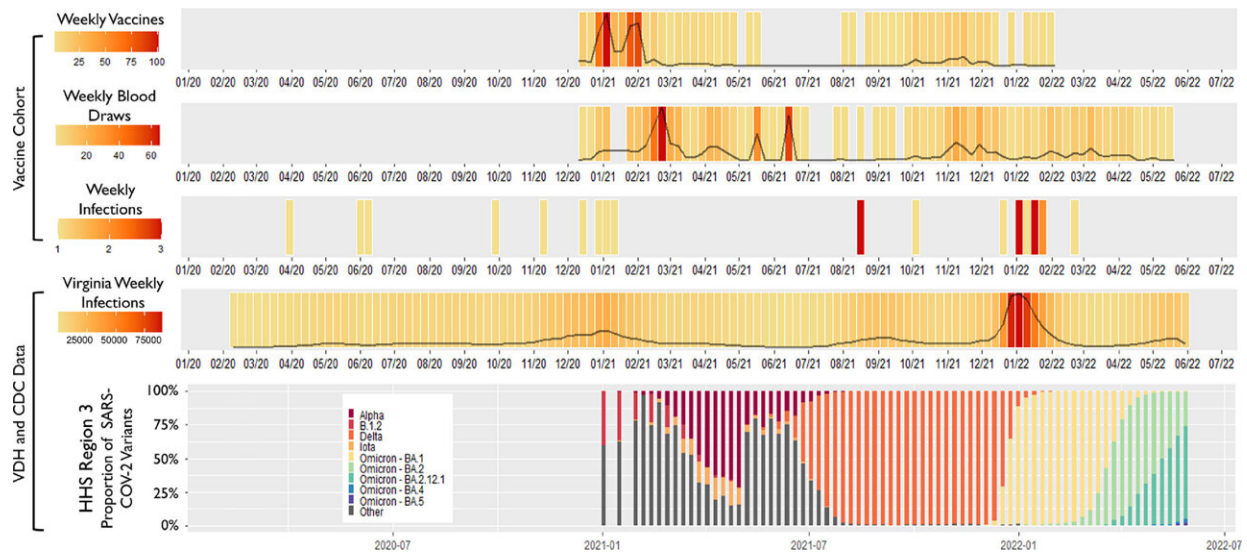 Weekly Vaccines
25 50 75 100
01/20 02/20 03/20 04/20 05/20 06/20 07/20 08/20 09/20 10/20 11/20 12/20 01/21 02/21 03/21 04/21 05/21 06/21 07/21 08/21 09/21 10/21 11/21 12/21 01/22 02/22 03/22 04/22 05/22 06/22 07/22
Vaccine Cohort
Weekly Blood
Draws
20 40 60
01/20 02/20 03/20 04/20 05/20 06/20 07/20 08/20 09/20 10/20 11/20 12/20 01/21 02/21 03/21 04/21 05/21 06/21 07/21 08/21 09/21 10/21 11/21 12/21 01/22 02/22 03/22 04/22 05/22 06/22 07/22
Weekly
Infections
1 2 3
01/20 02/20 03/20 04/20 05/20 06/20 07/20 08/20 09/20 10/20 11/20 12/20 01/21 02/21 03/21 04/21 05/21 06/21 07/21 08/21 09/21 10/21 11/21 12/21 01/22 02/22 03/22 04/22 05/22 06/22 07/22
Virginia Weekly
Infections
25000 50000 75000
01/20 02/20 03/20 04/20 05/20 06/20 07/20 08/20 09/20 10/20 11/20 12/20 01/21 02/21 03/21 04/21 05/21 06/21 07/21 08/21 09/21 10/21 11/21 12/21 01/22 02/22 03/22 04/22 05/22 06/22 07/22
VDH and CDC Data
HHS Region 3
Proportion of SARS-
COV-2 Variants
100%
75%
50%
25%
0%
Alpha
B.1.2
Delta
Iota
Omicron - BA.1
Omicron - BA.2
Omicron - BA.2.12.1
Omicron - BA.4
Omicron - BA.5
Other
2020-07 2021-01 2021-07 2022-01 2022-07